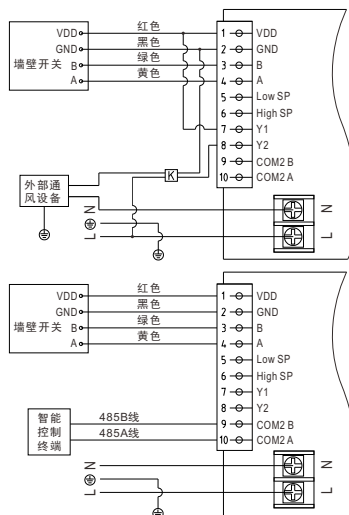 VDD 红色 1 VDD
GND 黑色 2 GND
墙壁开关 B 绿色 3 B
A 黄色 4 A
5 Low SP
6 High SP
7 Y1
8 Y2
9 COM2 B
10 COM2 A
K
外部通
风设备
N
L
N
L
VDD 红色 1 VDD
GND 黑色 2 GND
墙壁开关 B 绿色 3 B
A 黄色 4 A
5 Low SP
6 High SP
7 Y1
8 Y2
智能
控制
终端
485B线 9 COM2 B
485A线 10 COM2 A
N
L
N
L